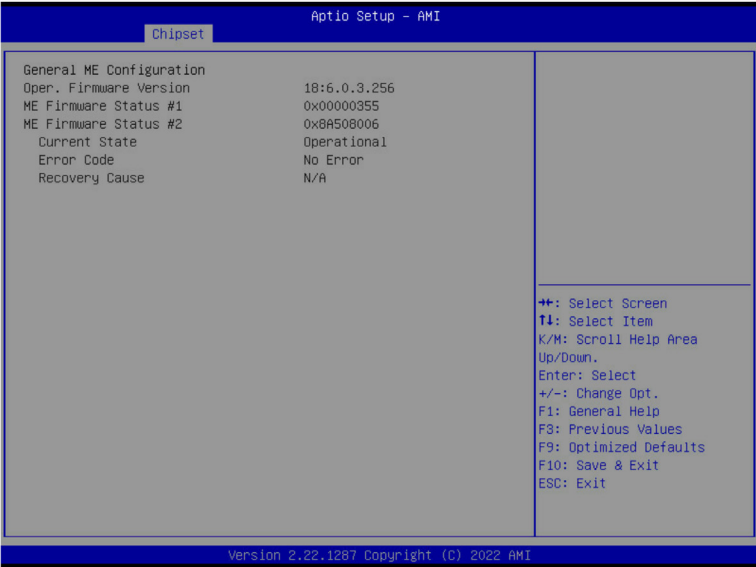 Aptio Setup - AMI
Chipset
General ME Configuration
Oper. Firmware Version 18:6.0.3.256
ME Firmware Status #1 0x00000355
ME Firmware Status #2 0x8A508006
Current State Operational
Error Code No Error
Recovery Cause N/A
→←: Select Screen
↑↓: Select Item
K/M: Scroll Help Area
Up/Down.
Enter: Select
+/-: Change Opt.
F1: General Help
F3: Previous Values
F9: Optimized Defaults
F10: Save & Exit
ESC: Exit
Version 2.22.1287 Copyright (C) 2022 AMI